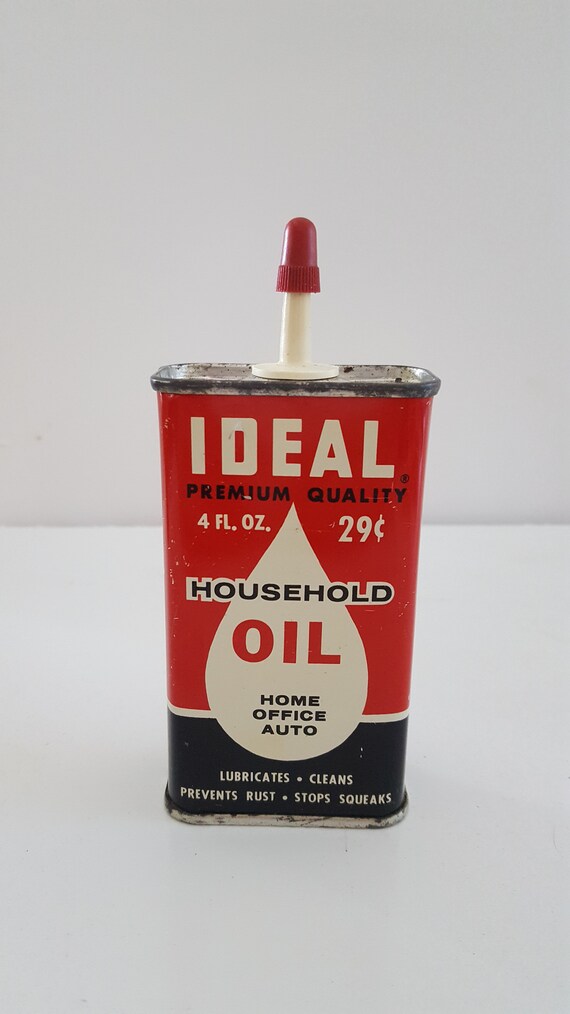 IDEAL®
PREMIUM QUALITY
4 FL. OZ. 29¢
HOUSEHOLD
OIL
HOME
OFFICE
AUTO
LUBRICATES • CLEANS
PREVENTS RUST • STOPS SQUEAKS